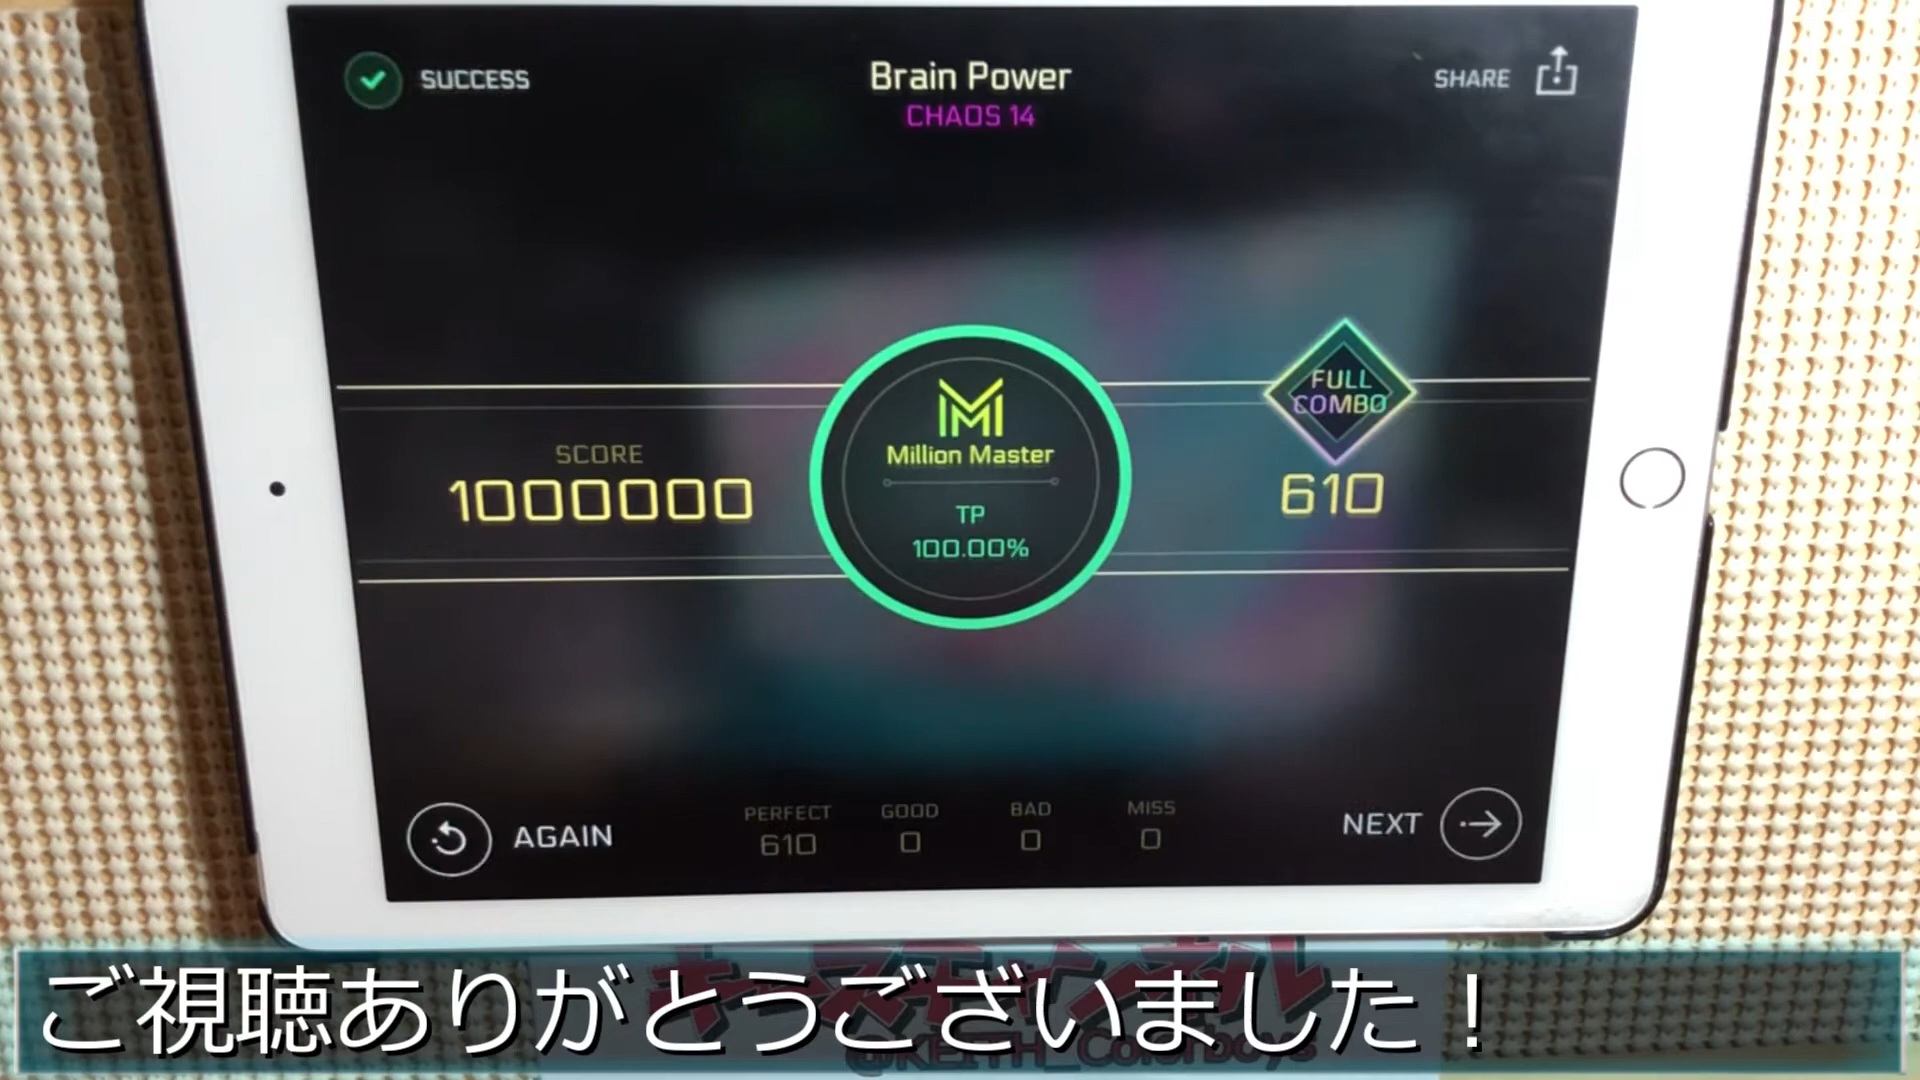 SUCCESS
Brain Power
CHAOS 14
SHARE
Million Master
TP
100.00%
SCORE
1000000
FULL
COMBO
610
AGAIN
PERFECT
610
GOOD
0
BAD
0
MISS
0
NEXT
ご視聴ありがとうございました！